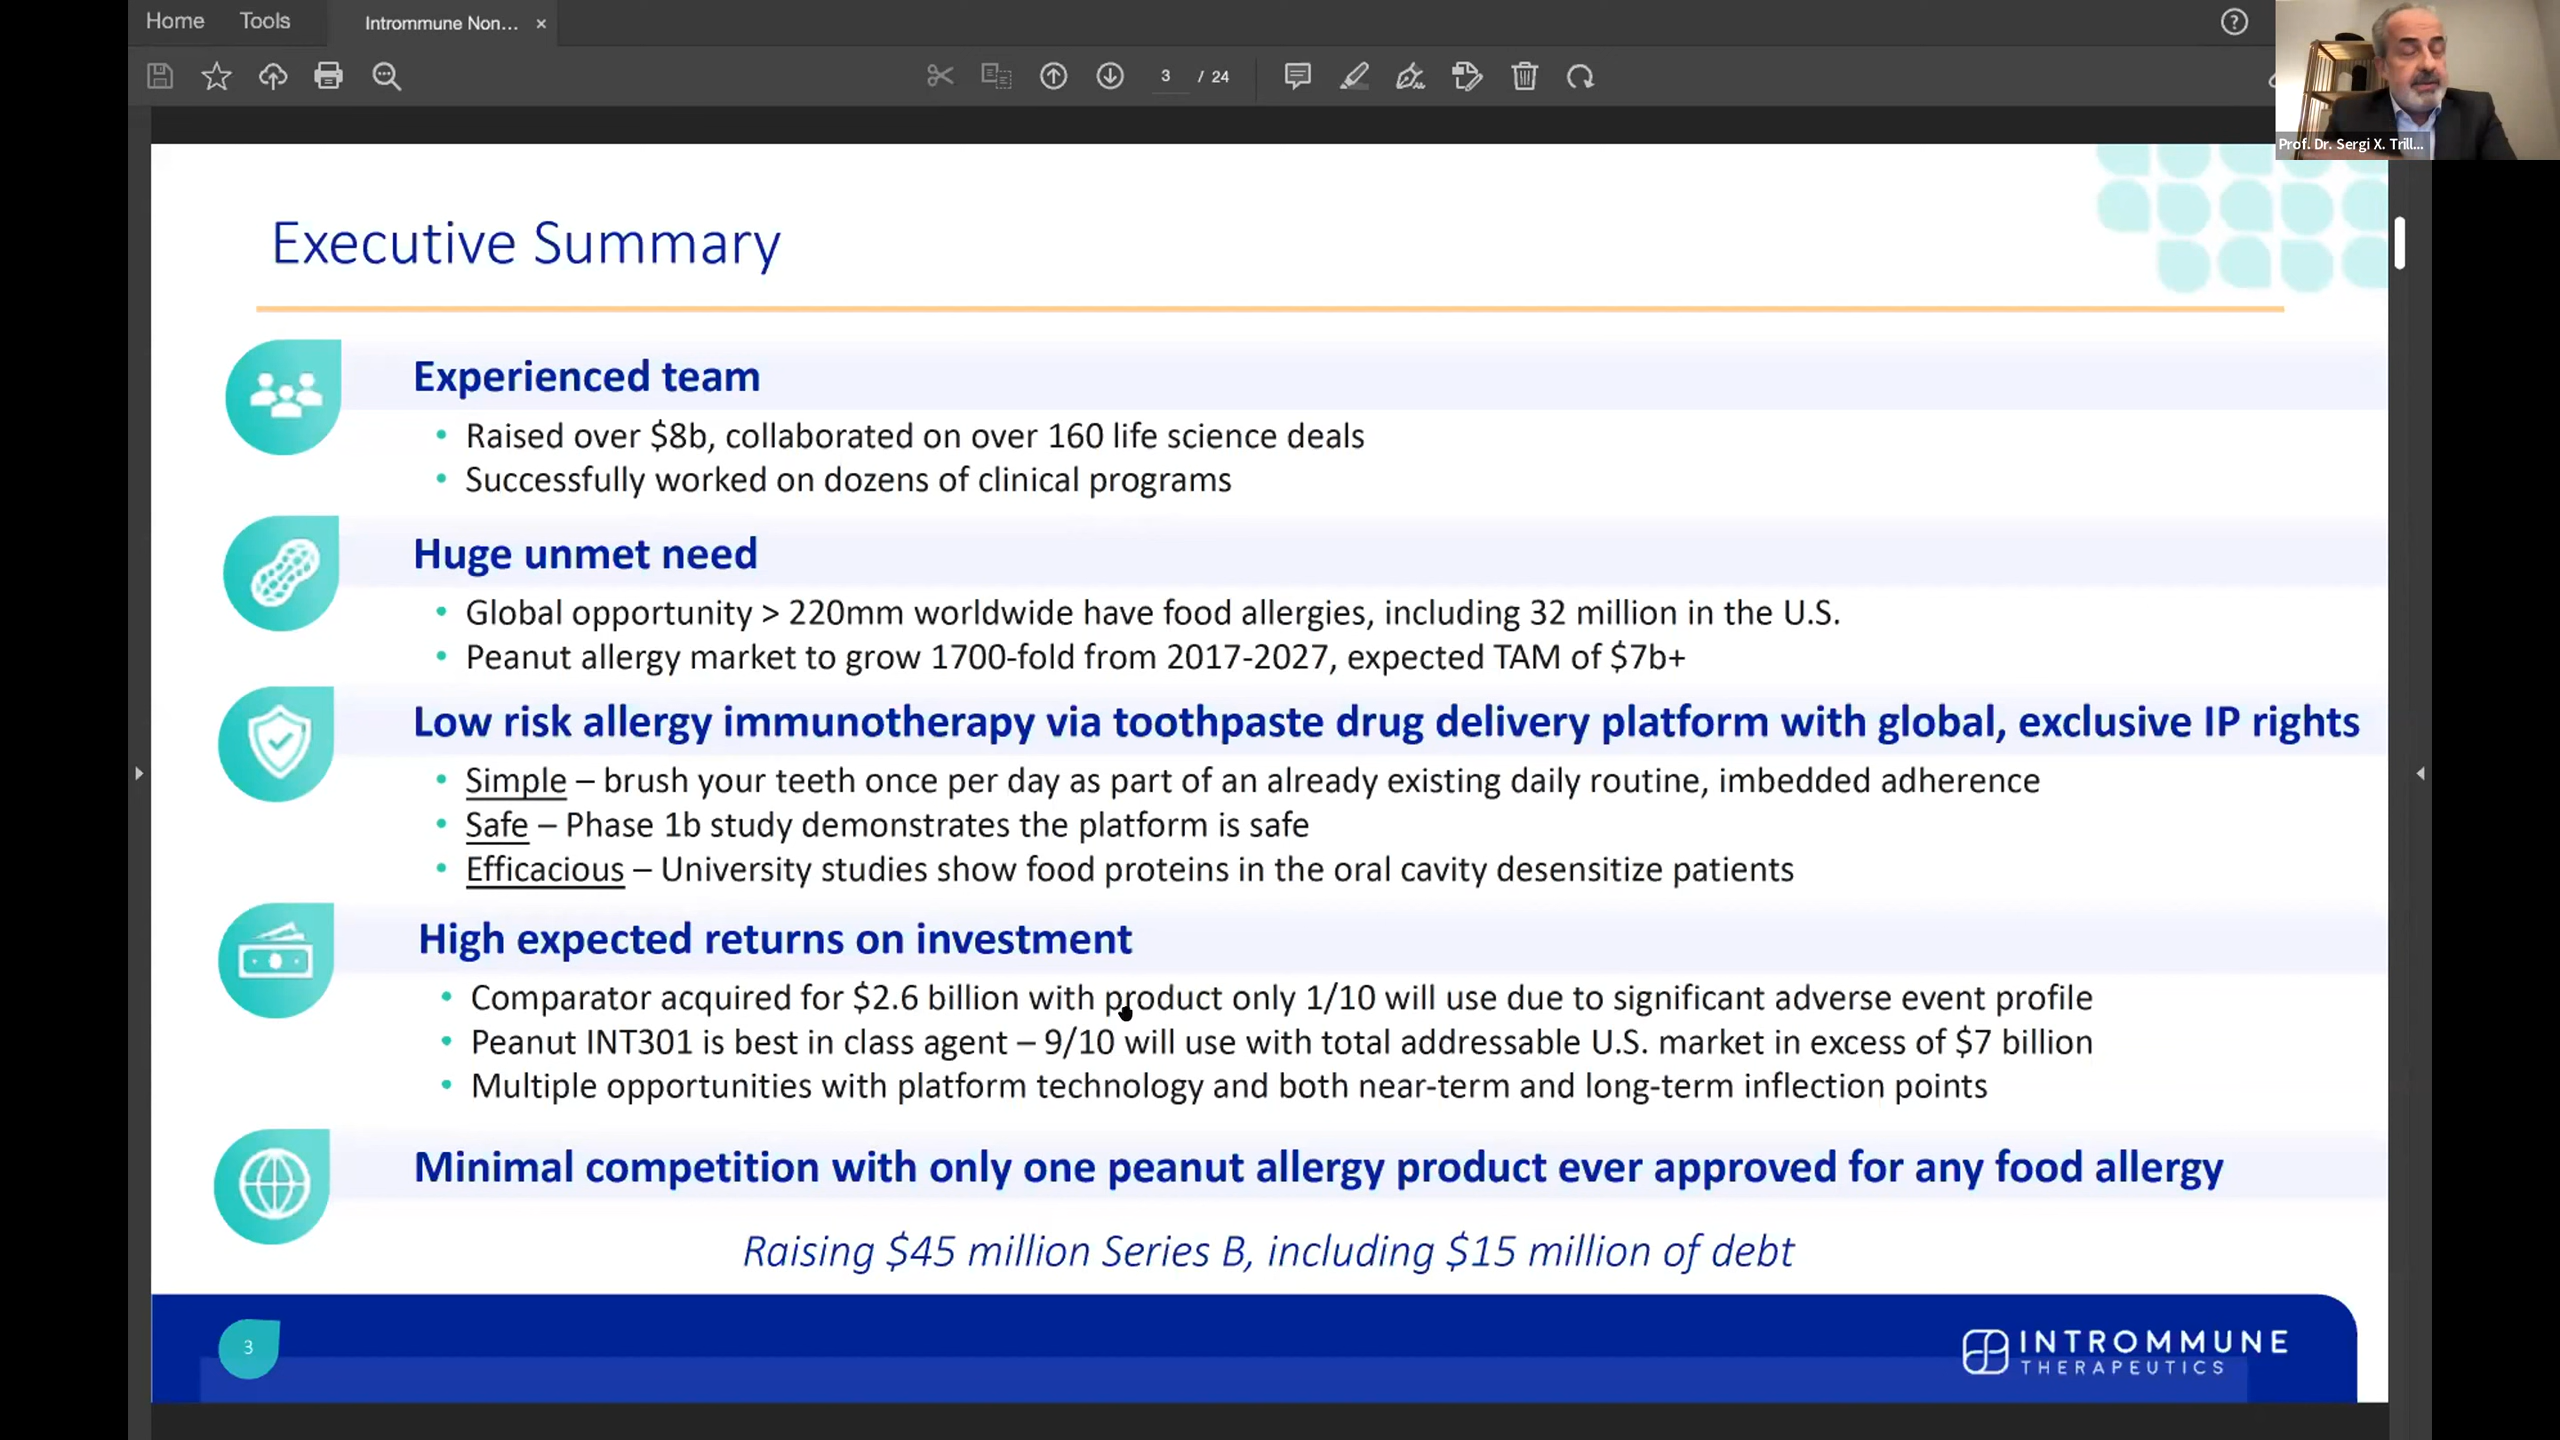 Home Tools Intrommune Non...
3 / 24
Prof. Dr. Sergi X. Trill...
Executive Summary
Experienced team
• Raised over $8b, collaborated on over 160 life science deals
• Successfully worked on dozens of clinical programs
Huge unmet need
• Global opportunity > 220mm worldwide have food allergies, including 32 million in the U.S.
• Peanut allergy market to grow 1700-fold from 2017-2027, expected TAM of $7b+
Low risk allergy immunotherapy via toothpaste drug delivery platform with global, exclusive IP rights
• Simple – brush your teeth once per day as part of an already existing daily routine, imbedded adherence
• Safe – Phase 1b study demonstrates the platform is safe
• Efficacious – University studies show food proteins in the oral cavity desensitize patients
High expected returns on investment
• Comparator acquired for $2.6 billion with product only 1/10 will use due to significant adverse event profile
• Peanut INT301 is best in class agent – 9/10 will use with total addressable U.S. market in excess of $7 billion
• Multiple opportunities with platform technology and both near-term and long-term inflection points
Minimal competition with only one peanut allergy product ever approved for any food allergy
Raising $45 million Series B, including $15 million of debt
3
INTROMMUNE
THERAPEUTICS